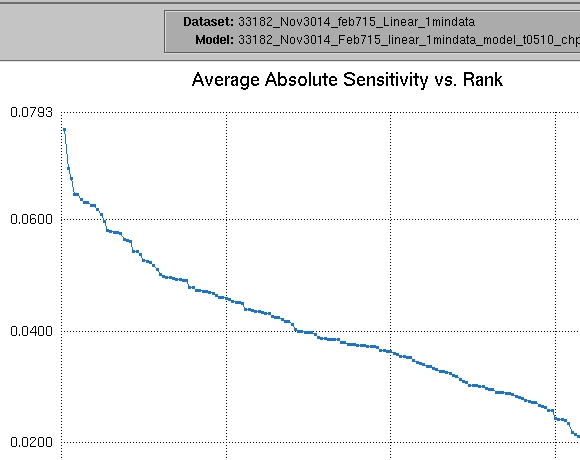 Dataset: 33182_Nov3014_feb715_Linear_1mindata
Model: 33182_Nov3014_Feb715_linear_1mindata_model_t0510_chp
Average Absolute Sensitivity vs. Rank
0.0793
0.0600
0.0400
0.0200